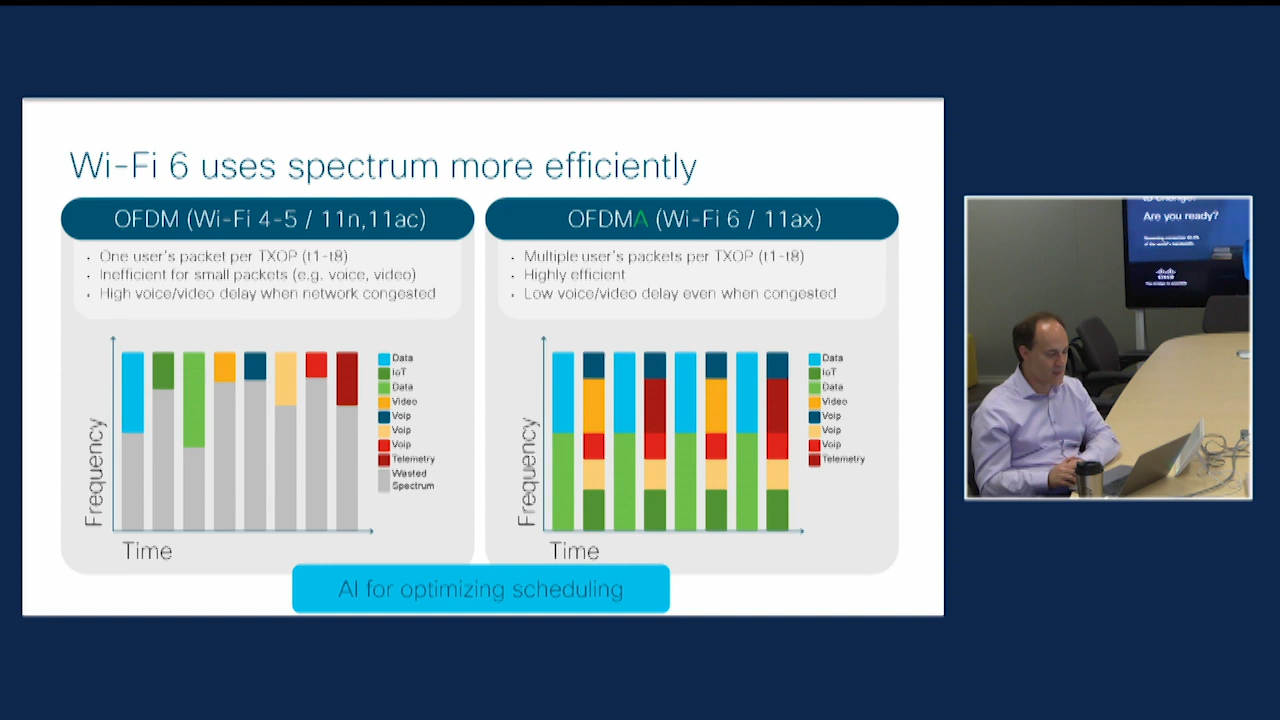 Wi-Fi 6 uses spectrum more efficiently
OFDM (Wi-Fi 4-5 / 11n,11ac)
• One user's packet per TXOP (t1-t8)
• Inefficient for small packets (e.g. voice, video)
• High voice/video delay when network congested
Frequency
Time
Data
IoT
Data
Video
Voip
Voip
Voip
Telemetry
Wasted
Spectrum
OFDMA (Wi-Fi 6 / 11ax)
• Multiple user's packets per TXOP (t1-t8)
• Highly efficient
• Low voice/video delay even when congested
Frequency
Time
Data
IoT
Data
Video
Voip
Voip
Voip
Telemetry
AI for optimizing scheduling
to change.
Are you ready?
CISCO